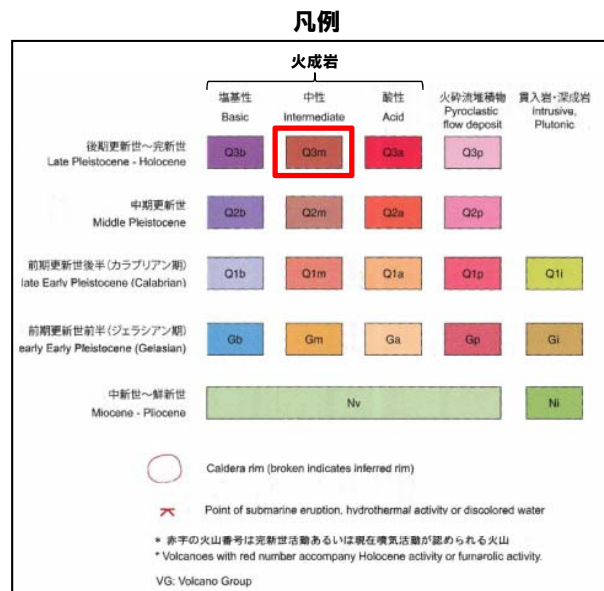 凡例
火成岩
塩基性 中性 酸性 火砕流堆積物 貫入岩・深成岩
Basic Intermediate Acid Pyroclastic flow deposit Intrusive, Plutonic
後期更新世～完新世
Late Pleistocene - Holocene
Q3b Q3m Q3a Q3p
中期更新世
Middle Pleistocene
Q2b Q2m Q2a Q2p
前期更新世後半（カラブリアン期）
late Early Pleistocene (Calabrian)
Q1b Q1m Q1a Q1p Q1i
前期更新世前半（ジェラシアン期）
early Early Pleistocene (Gelasian)
Gb Gm Ga Gp Gi
中新世～鮮新世
Miocene - Pliocene
Nv Ni
Caldera rim (broken indicates inferred rim)
Point of submarine eruption, hydrothermal activity or discolored water
* 赤字の火山番号は完新世活動あるいは現在噴気活動が認められる火山
* Volcanoes with red number accompany Holocene activity or fumarolic activity.
VG: Volcano Group